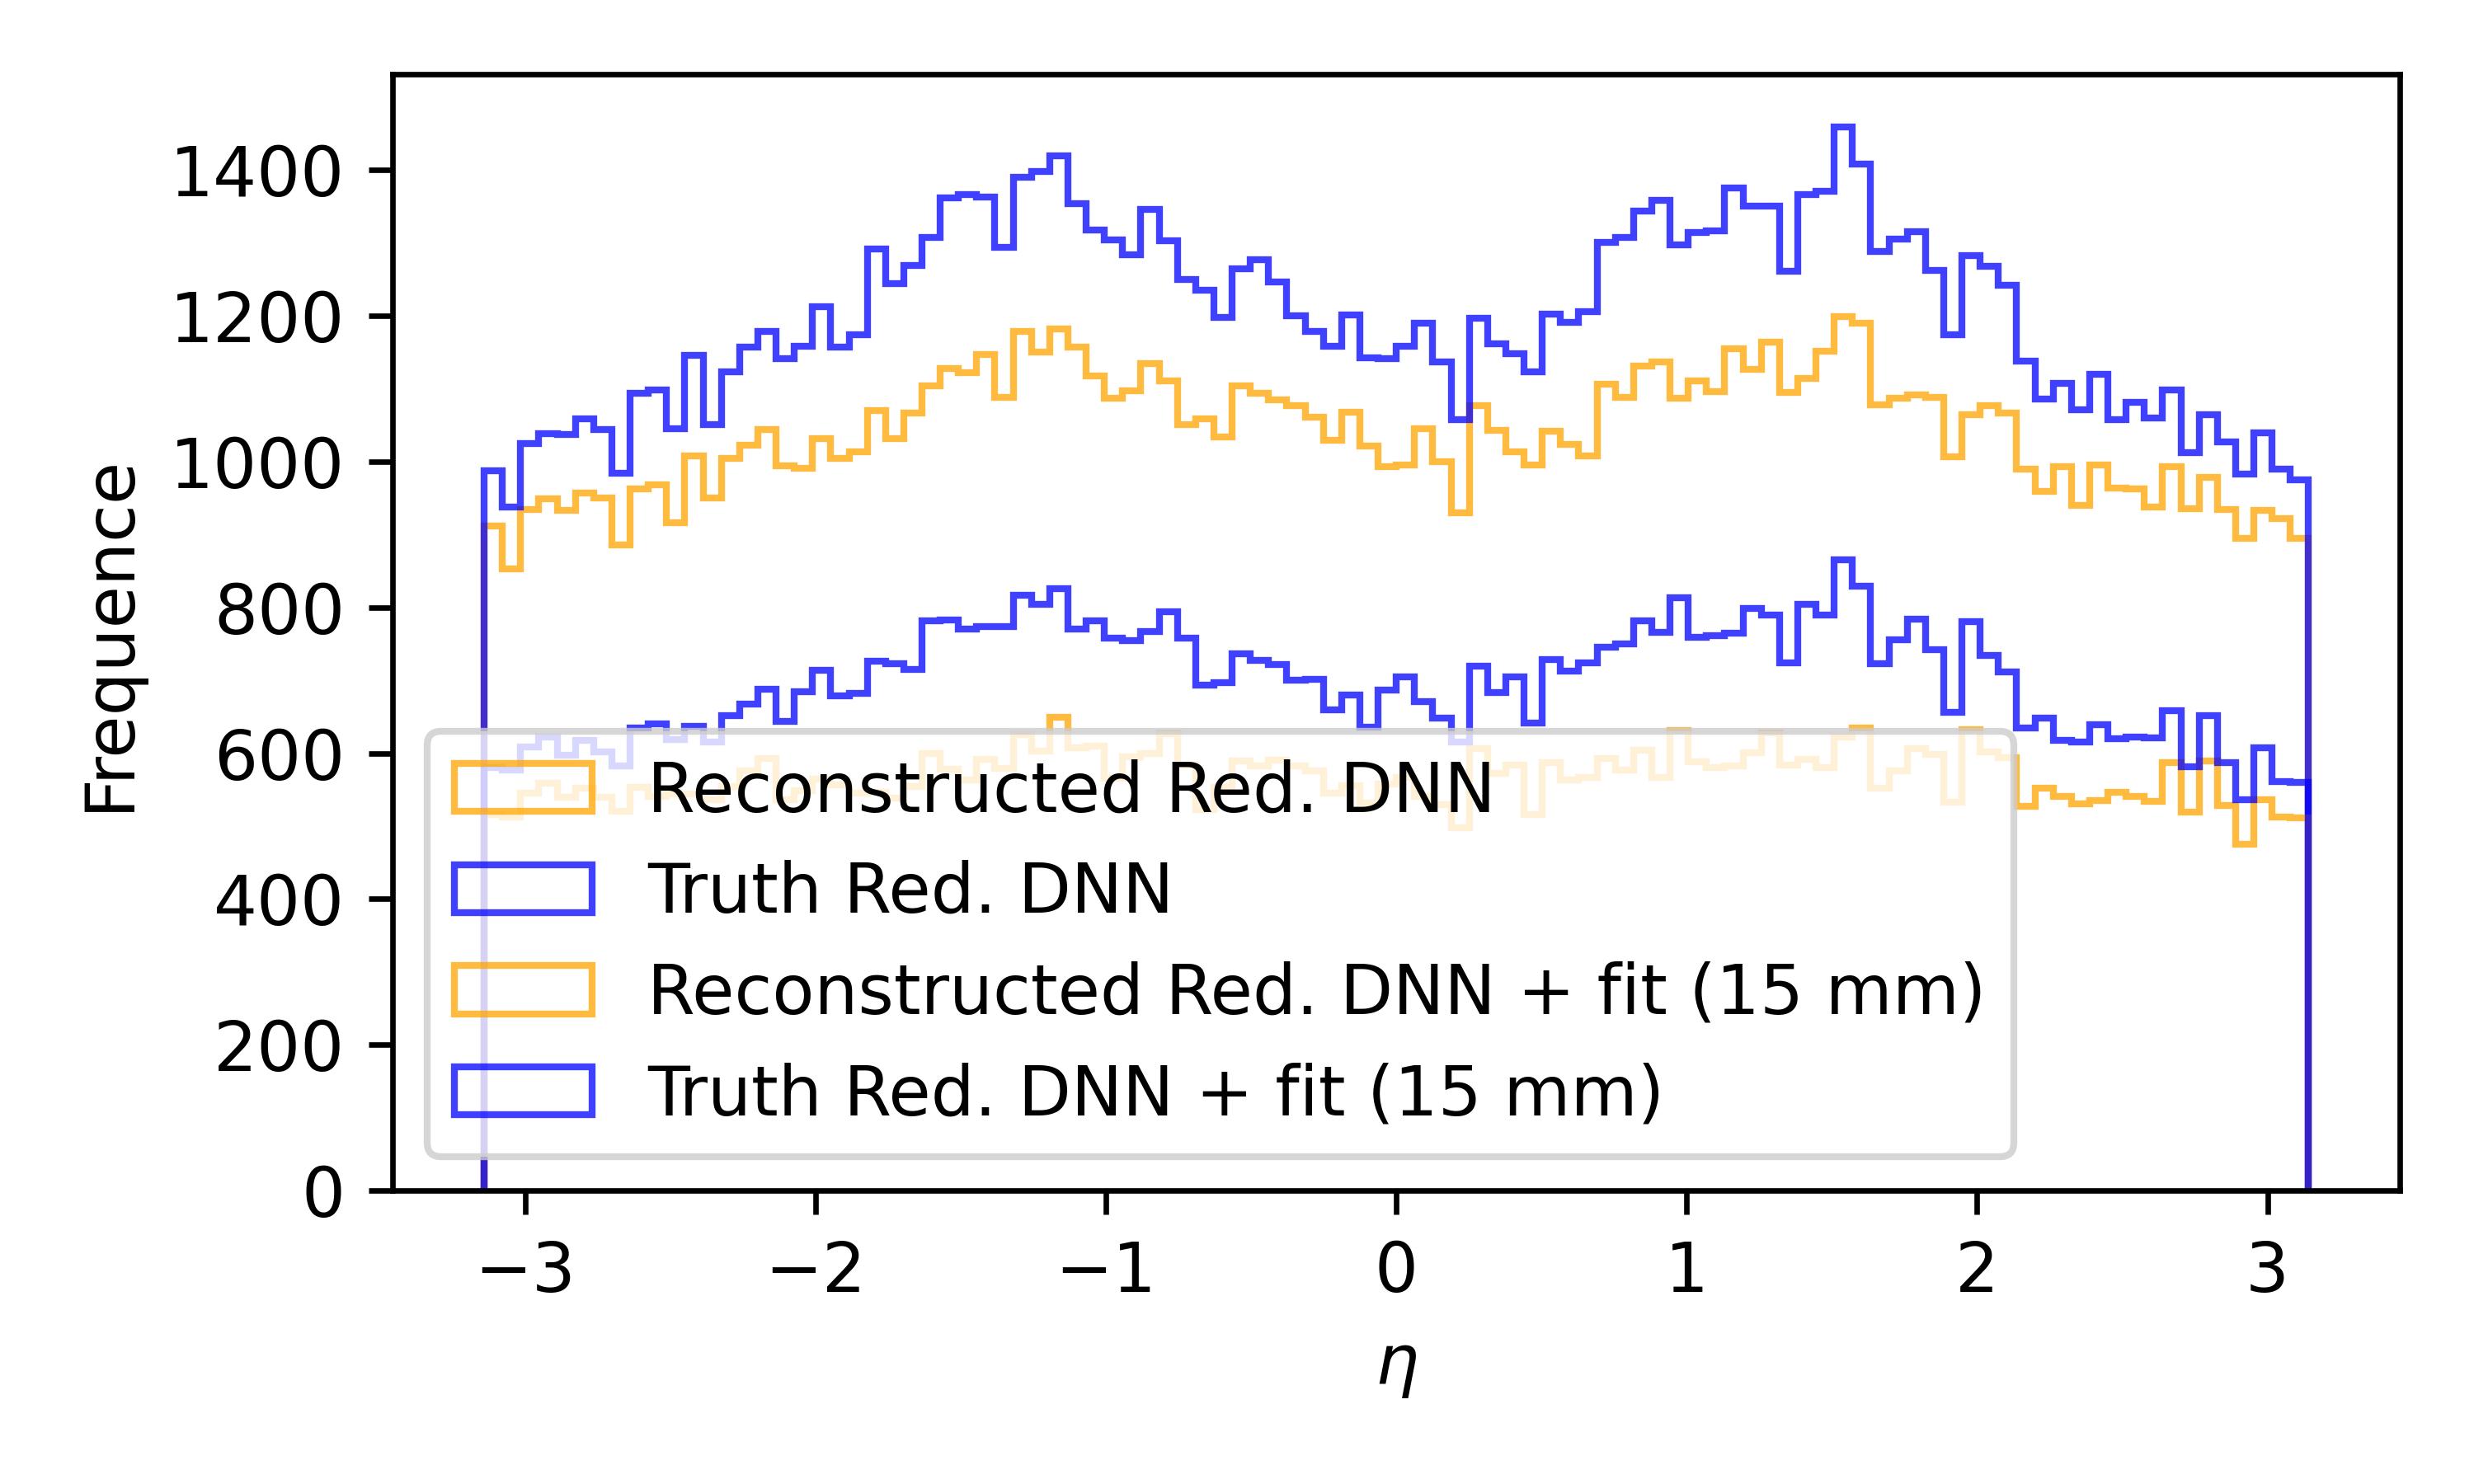 Frequence
1400
1200
1000
800
600
400
200
0
Reconstructed Red. DNN
Truth Red. DNN
Reconstructed Red. DNN + fit (15 mm)
Truth Red. DNN + fit (15 mm)
−3 −2 −1 0 1 2 3
η